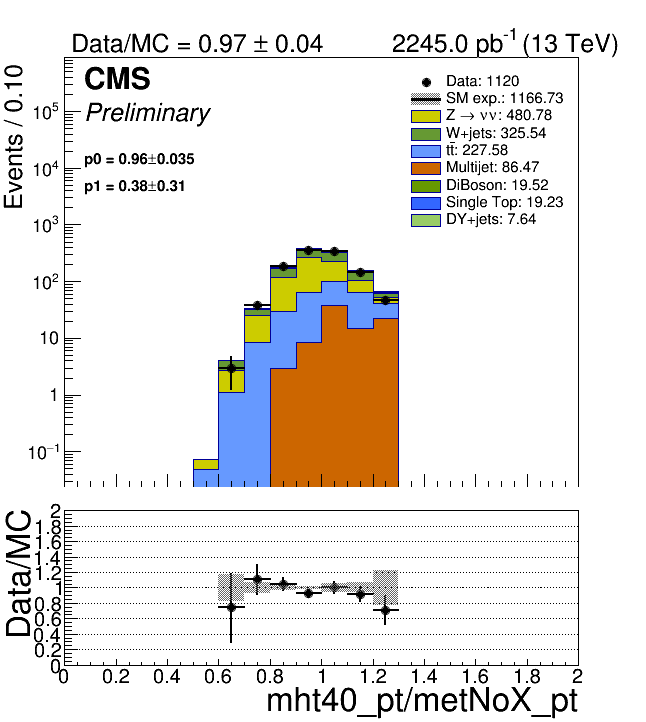 Data/MC = 0.97 ± 0.04 2245.0 pb⁻¹ (13 TeV)
CMS
Preliminary
p0 = 0.96±0.035
p1 = 0.38±0.31
Data: 1120
SM exp.: 1166.73
Z → νν: 480.78
W+jets: 325.54
tt̄: 227.58
Multijet: 86.47
DiBoson: 19.52
Single Top: 19.23
DY+jets: 7.64
Events / 0.10
10⁵
10⁴
10³
10²
10
1
10⁻¹
Data/MC
2
1.8
1.6
1.4
1.2
1
0.8
0.6
0.4
0.2
0
0 0.2 0.4 0.6 0.8 1 1.2 1.4 1.6 1.8 2
mht40_pt/metNoX_pt